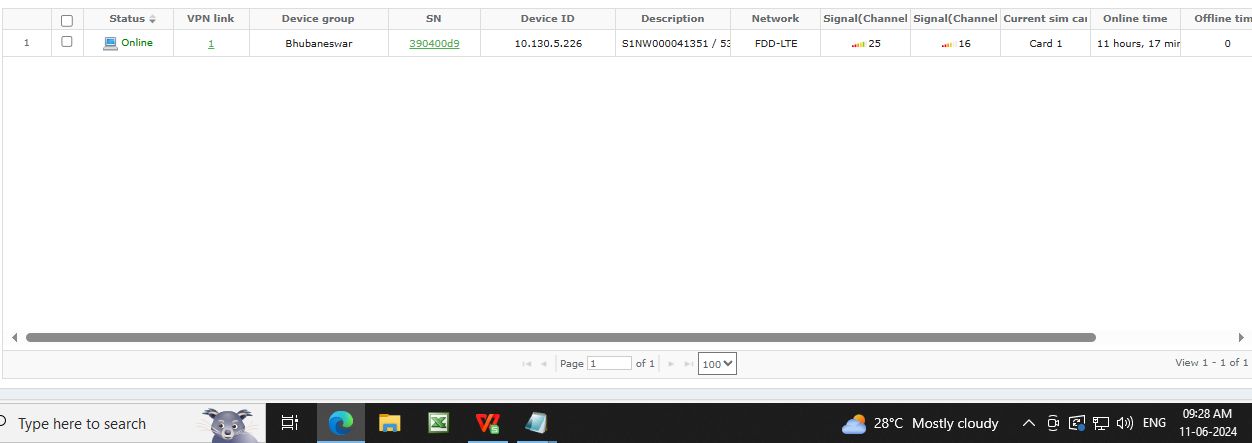 Status VPN link Device group SN Device ID Description Network Signal(Channel Signal(Channel Current sim car Online time Offline tim
1 Online 1 Bhubaneswar 390400d9 10.130.5.226 S1NW000041351 / 53 FDD-LTE 25 16 Card 1 11 hours, 17 min 0
Page 1 of 1 100 View 1 - 1 of 1
Type here to search 28°C Mostly cloudy ENG 09:28 AM
11-06-2024